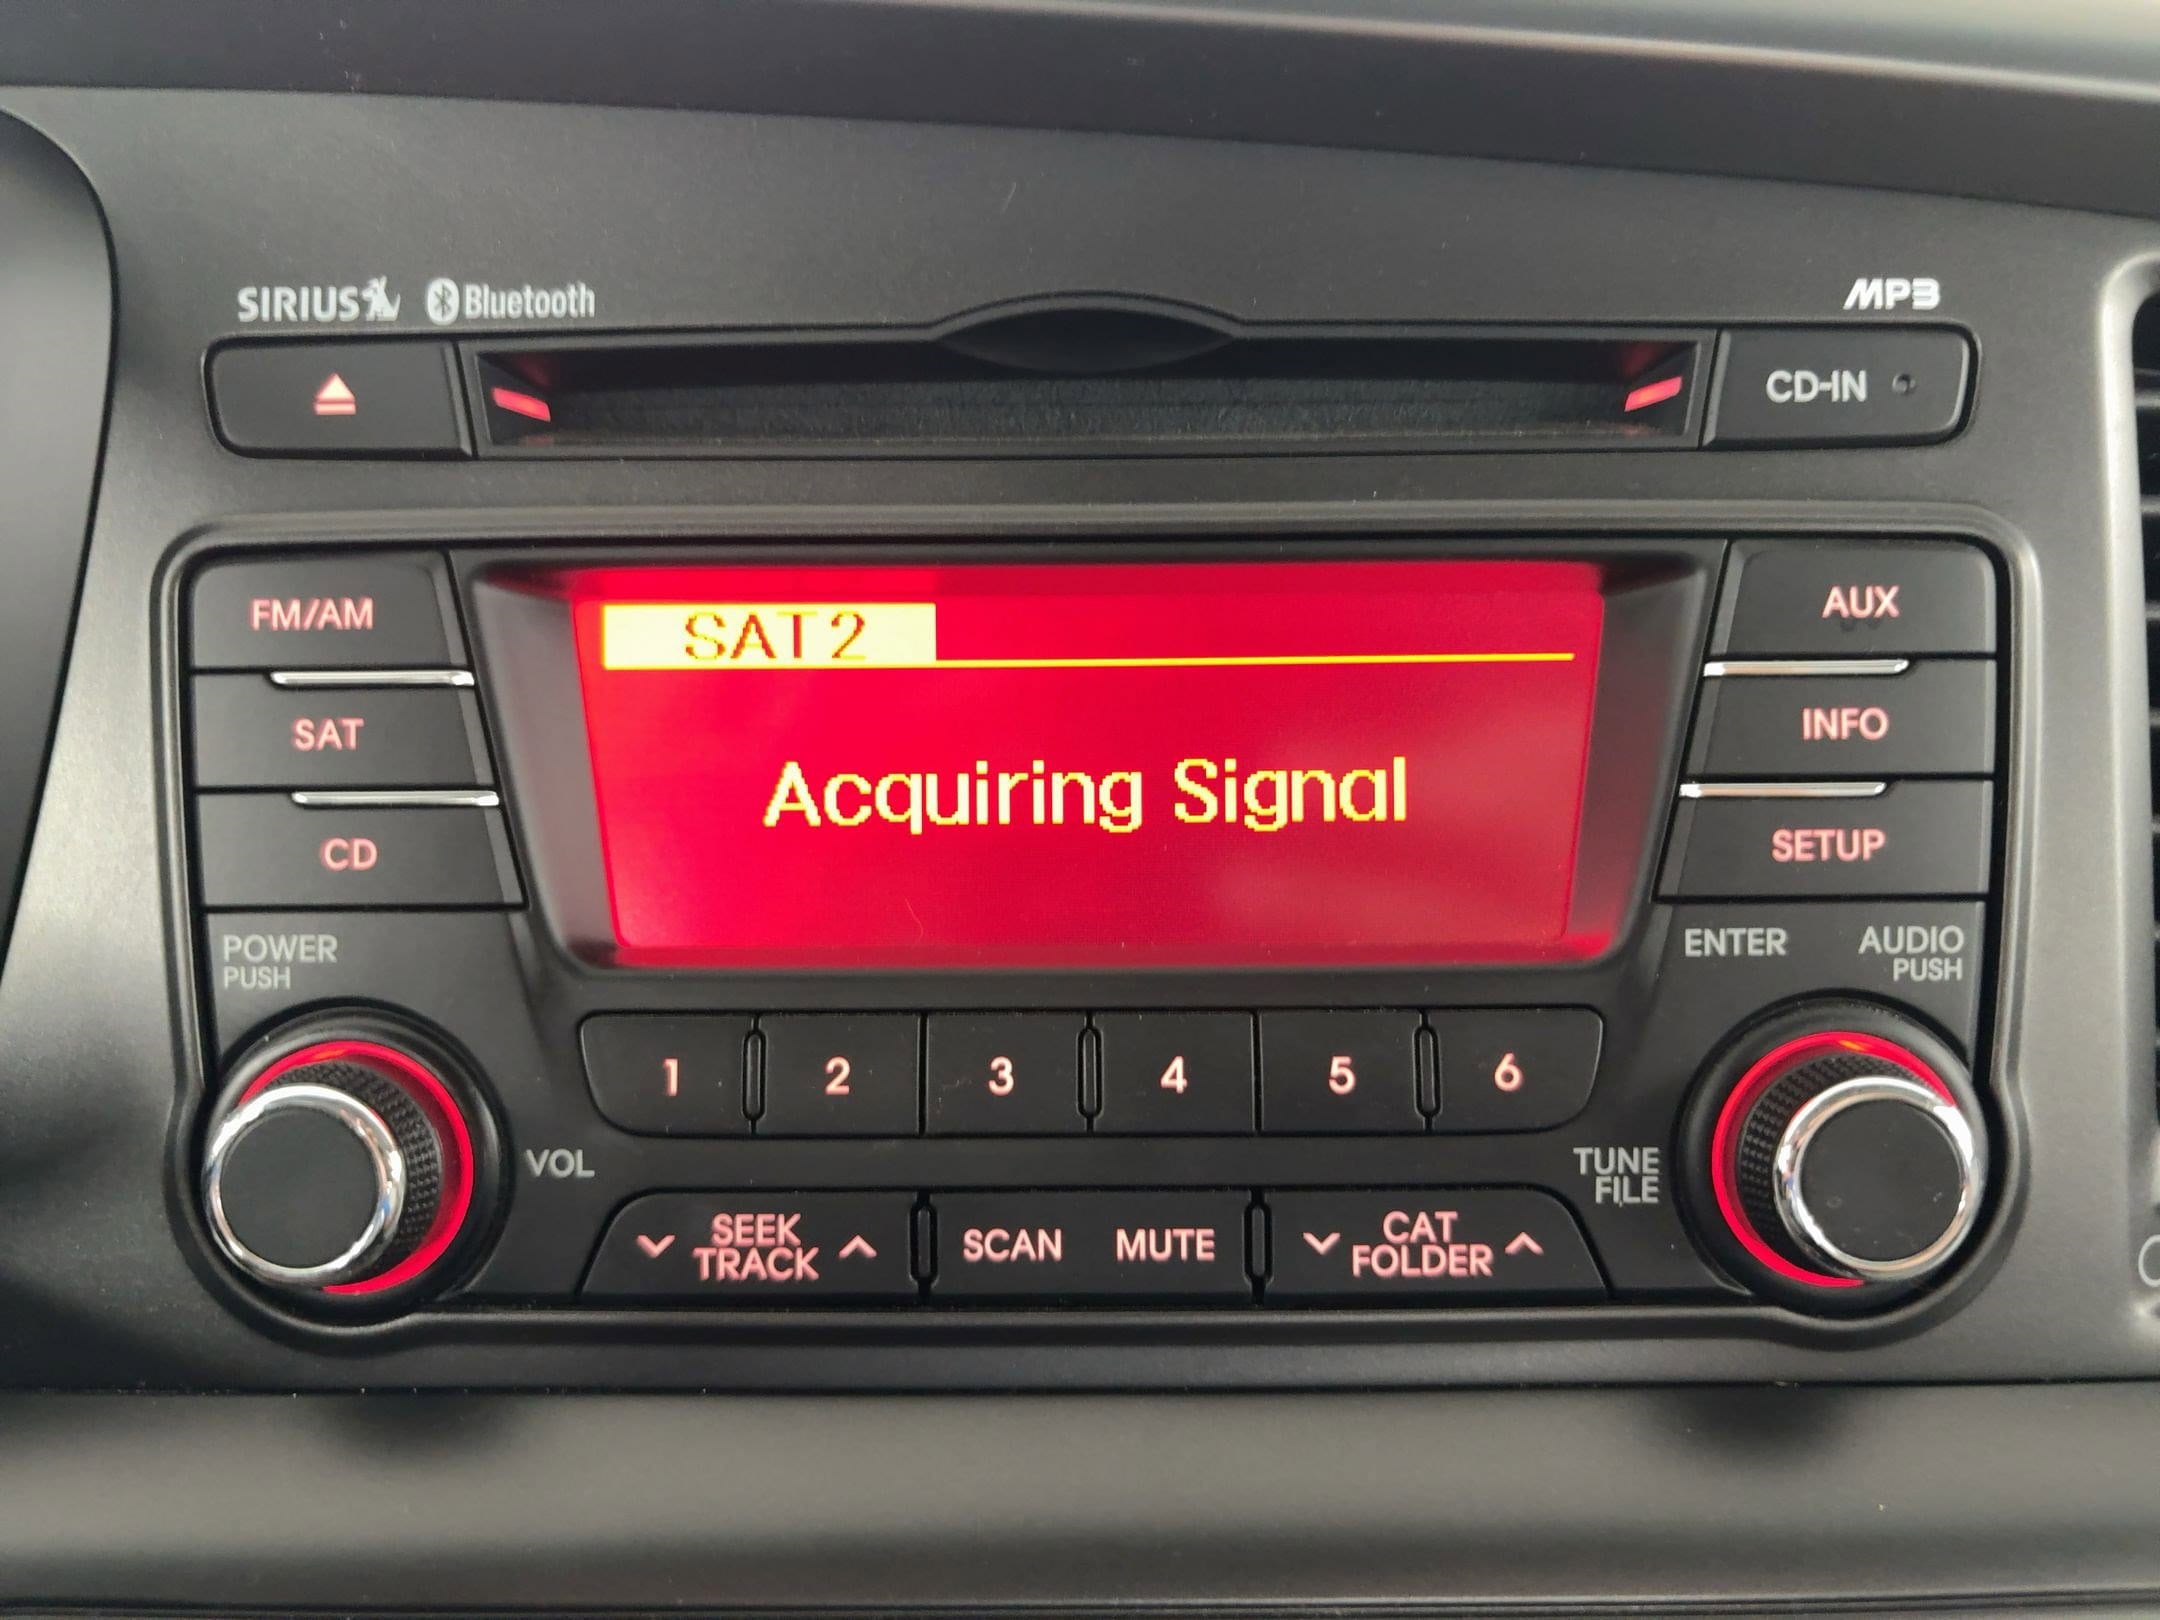 SIRIUS Bluetooth MP3
CD-IN
FM/AM
SAT
CD
SAT2
Acquiring Signal
AUX
INFO
SETUP
POWER
PUSH
ENTER
AUDIO
PUSH
1 2 3 4 5 6
VOL
TUNE
FILE
SEEK
TRACK
SCAN MUTE
CAT
FOLDER